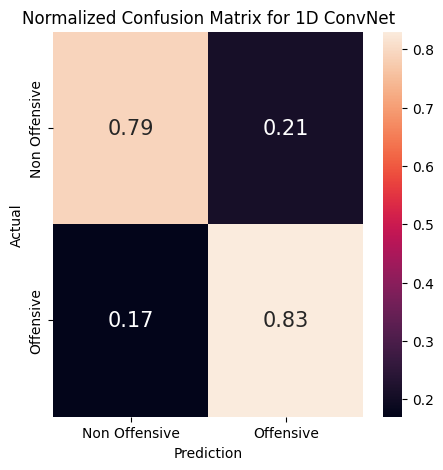 Normalized Confusion Matrix for 1D ConvNet
Actual
Non Offensive
0.79
0.21
Offensive
0.17
0.83
Non Offensive
Offensive
Prediction
0.8
0.7
0.6
0.5
0.4
0.3
0.2